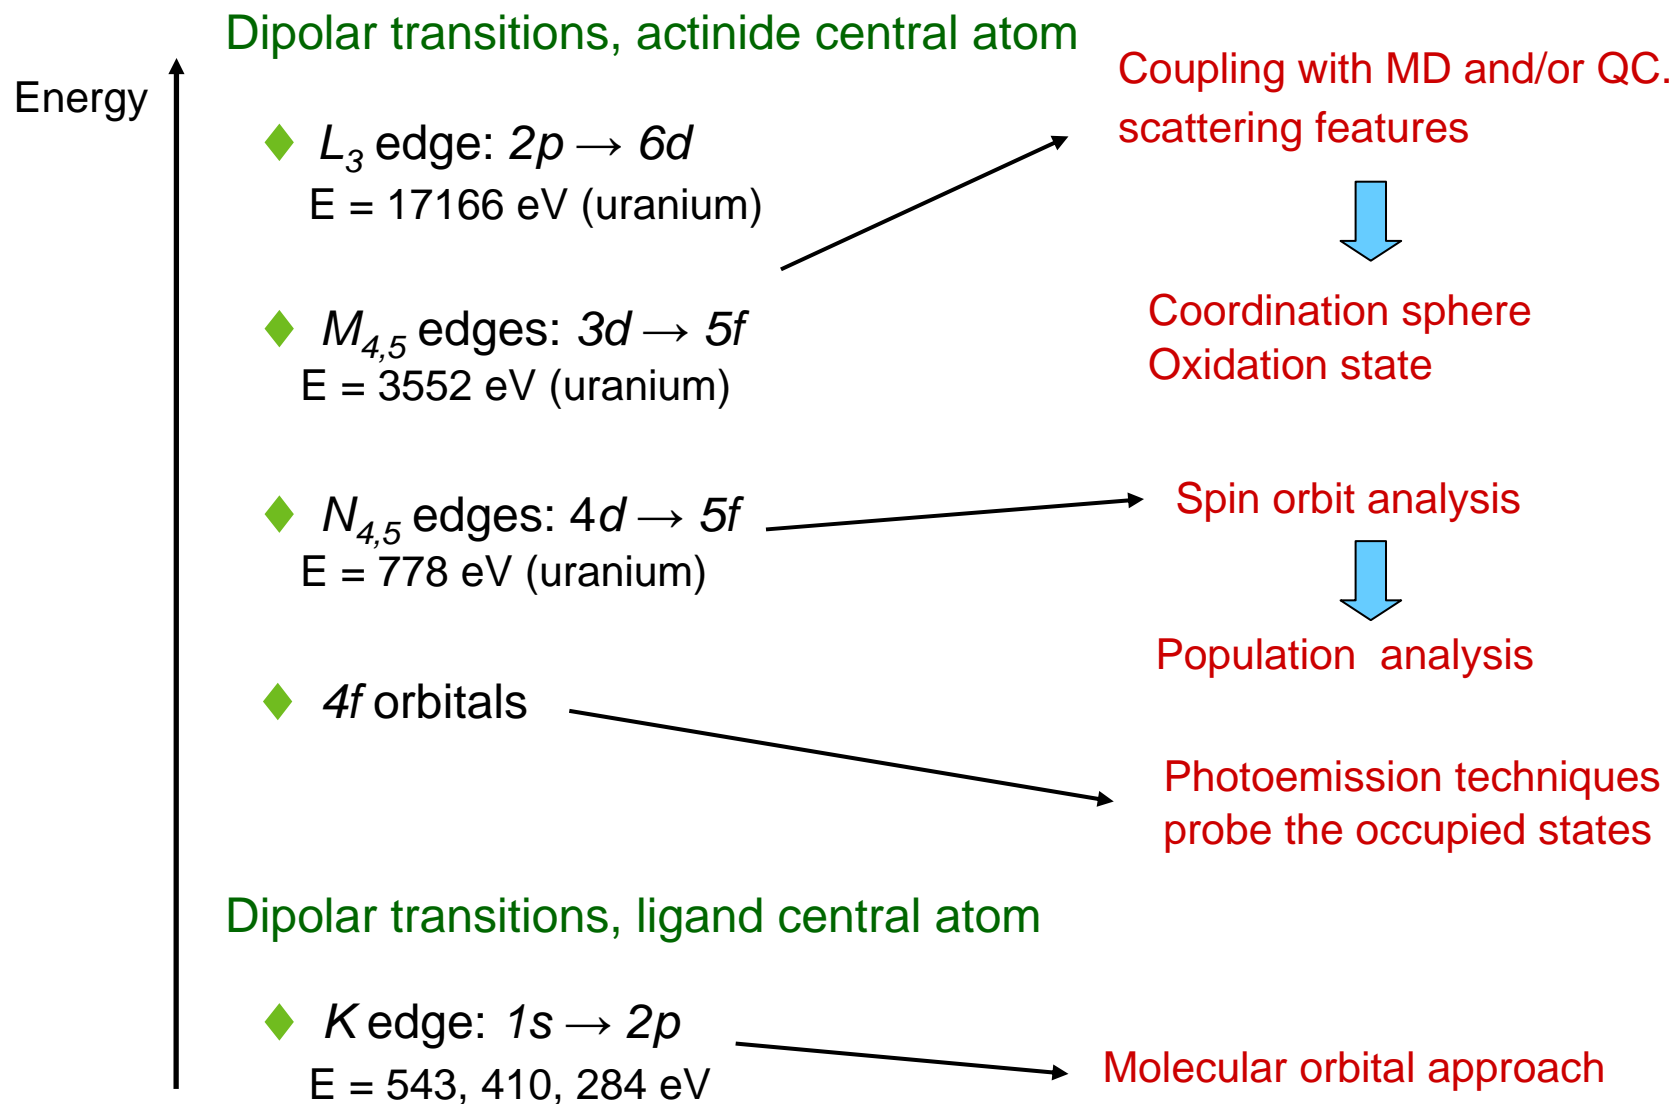 Dipolar transitions, actinide central atom
Energy
L3 edge: 2p → 6d
E = 17166 eV (uranium)
M4,5 edges: 3d → 5f
E = 3552 eV (uranium)
N4,5 edges: 4d → 5f
E = 778 eV (uranium)
4f orbitals
Coupling with MD and/or QC.
scattering features
Coordination sphere
Oxidation state
Spin orbit analysis
Population analysis
Photoemission techniques
probe the occupied states
Dipolar transitions, ligand central atom
K edge: 1s → 2p
E = 543, 410, 284 eV
Molecular orbital approach